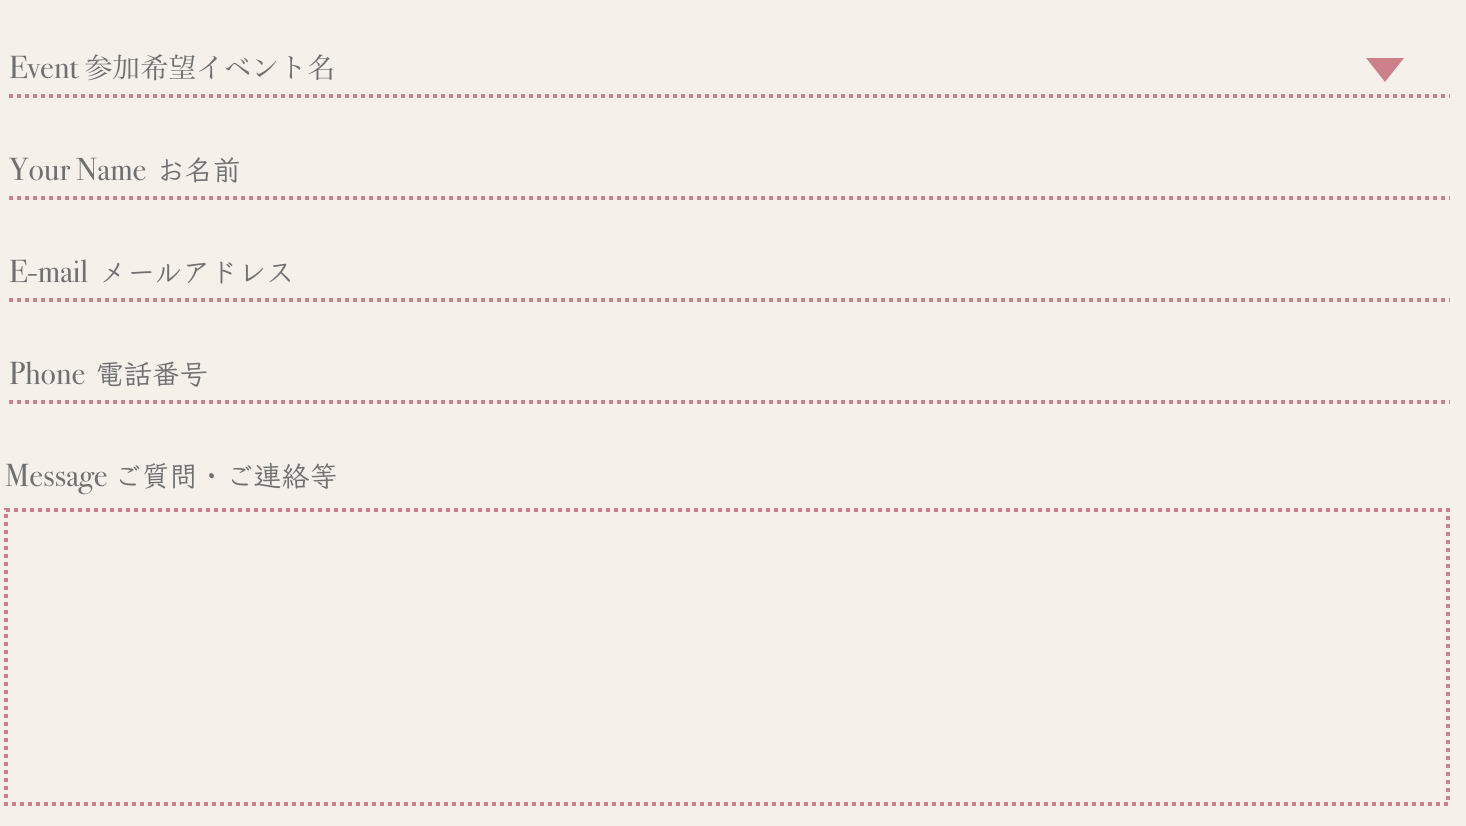 Event 参加希望イベント名
Your Name お名前
E-mail メールアドレス
Phone 電話番号
Message ご質問・ご連絡等